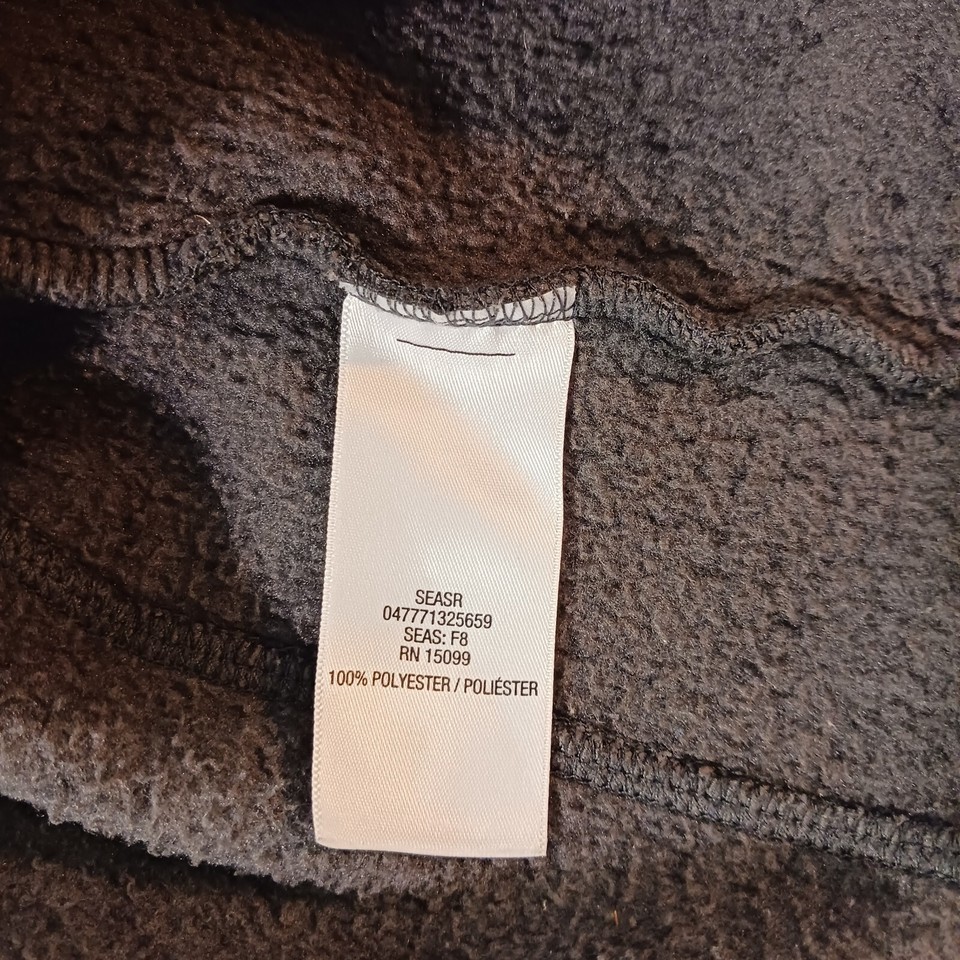 SEASR
047771325659
SEAS: F8
RN 15099
100% POLYESTER / POLIÉSTER